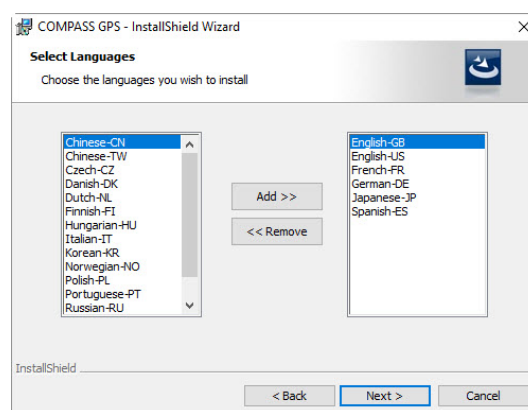 COMPASS GPS - InstallShield Wizard
Select Languages
Choose the languages you wish to install
Chinese-CN
Chinese-TW
Czech-CZ
Danish-DK
Dutch-NL
Finnish-FI
Hungarian-HU
Italian-IT
Korean-KR
Norwegian-NO
Polish-PL
Portuguese-PT
Russian-RU
Add >>
<< Remove
English-GB
English-US
French-FR
German-DE
Japanese-JP
Spanish-ES
InstallShield
< Back
Next >
Cancel